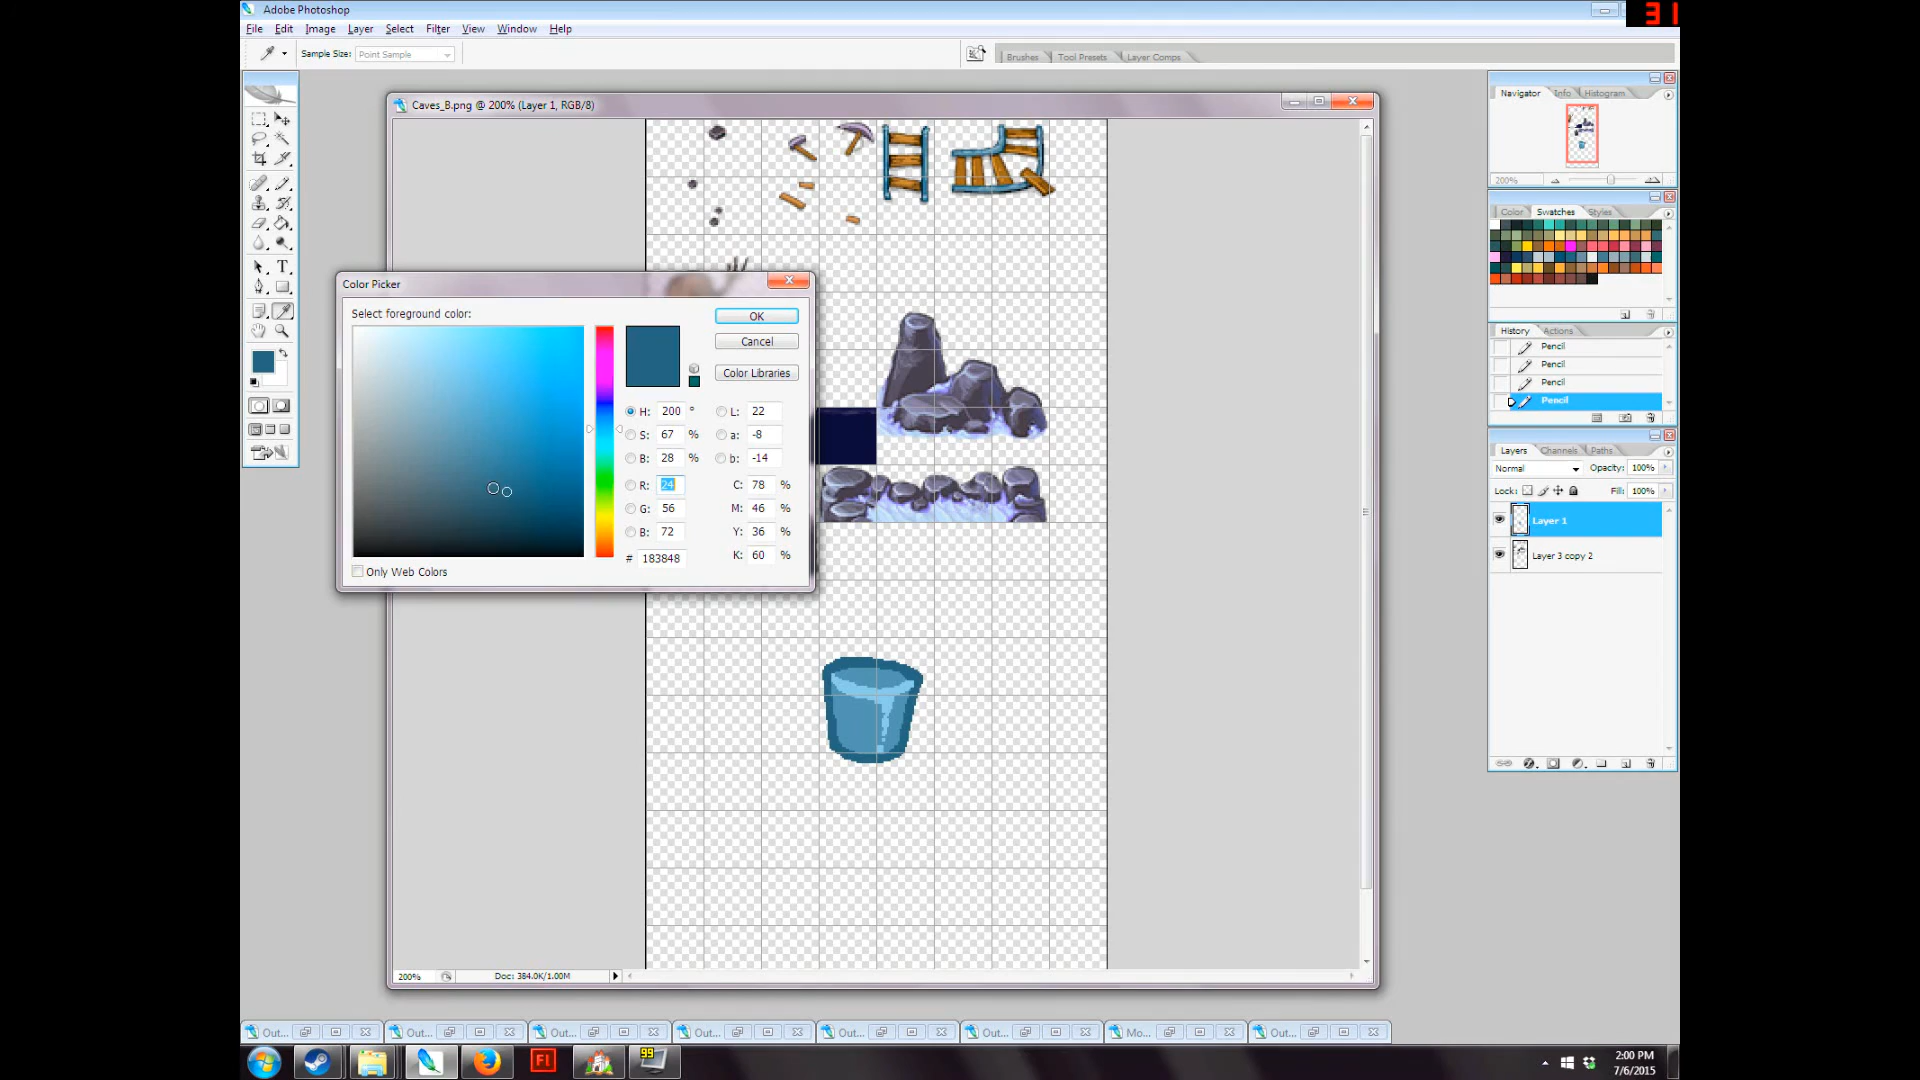 Adobe Photoshop
31
File Edit Image Layer Select Filter View Window Help
Sample Size: Point Sample
Brushes Tool Presets Layer Comps
Caves_B.png @ 200% (Layer 1, RGB/8)
Navigator Info Histogram
200%
Color Swatches Styles
Color Picker
Select foreground color:
OK
Cancel
Color Libraries
H: 200 °
S: 67 %
B: 28 %
R: 24
G: 56
B: 72
# 183848
L: 22
a: -8
b: -14
C: 78 %
M: 46 %
Y: 36 %
K: 60 %
Only Web Colors
History Actions
Pencil
Pencil
Pencil
Pencil
Layers Channels Paths
Normal Opacity: 100%
Lock: Fill: 100%
Layer 1
Layer 3 copy 2
200% Doc: 384.0K/1.00M
Out... Out... Out... Out... Out... Out... Mo... Out...
Fl
99
2:00 PM
7/6/2015